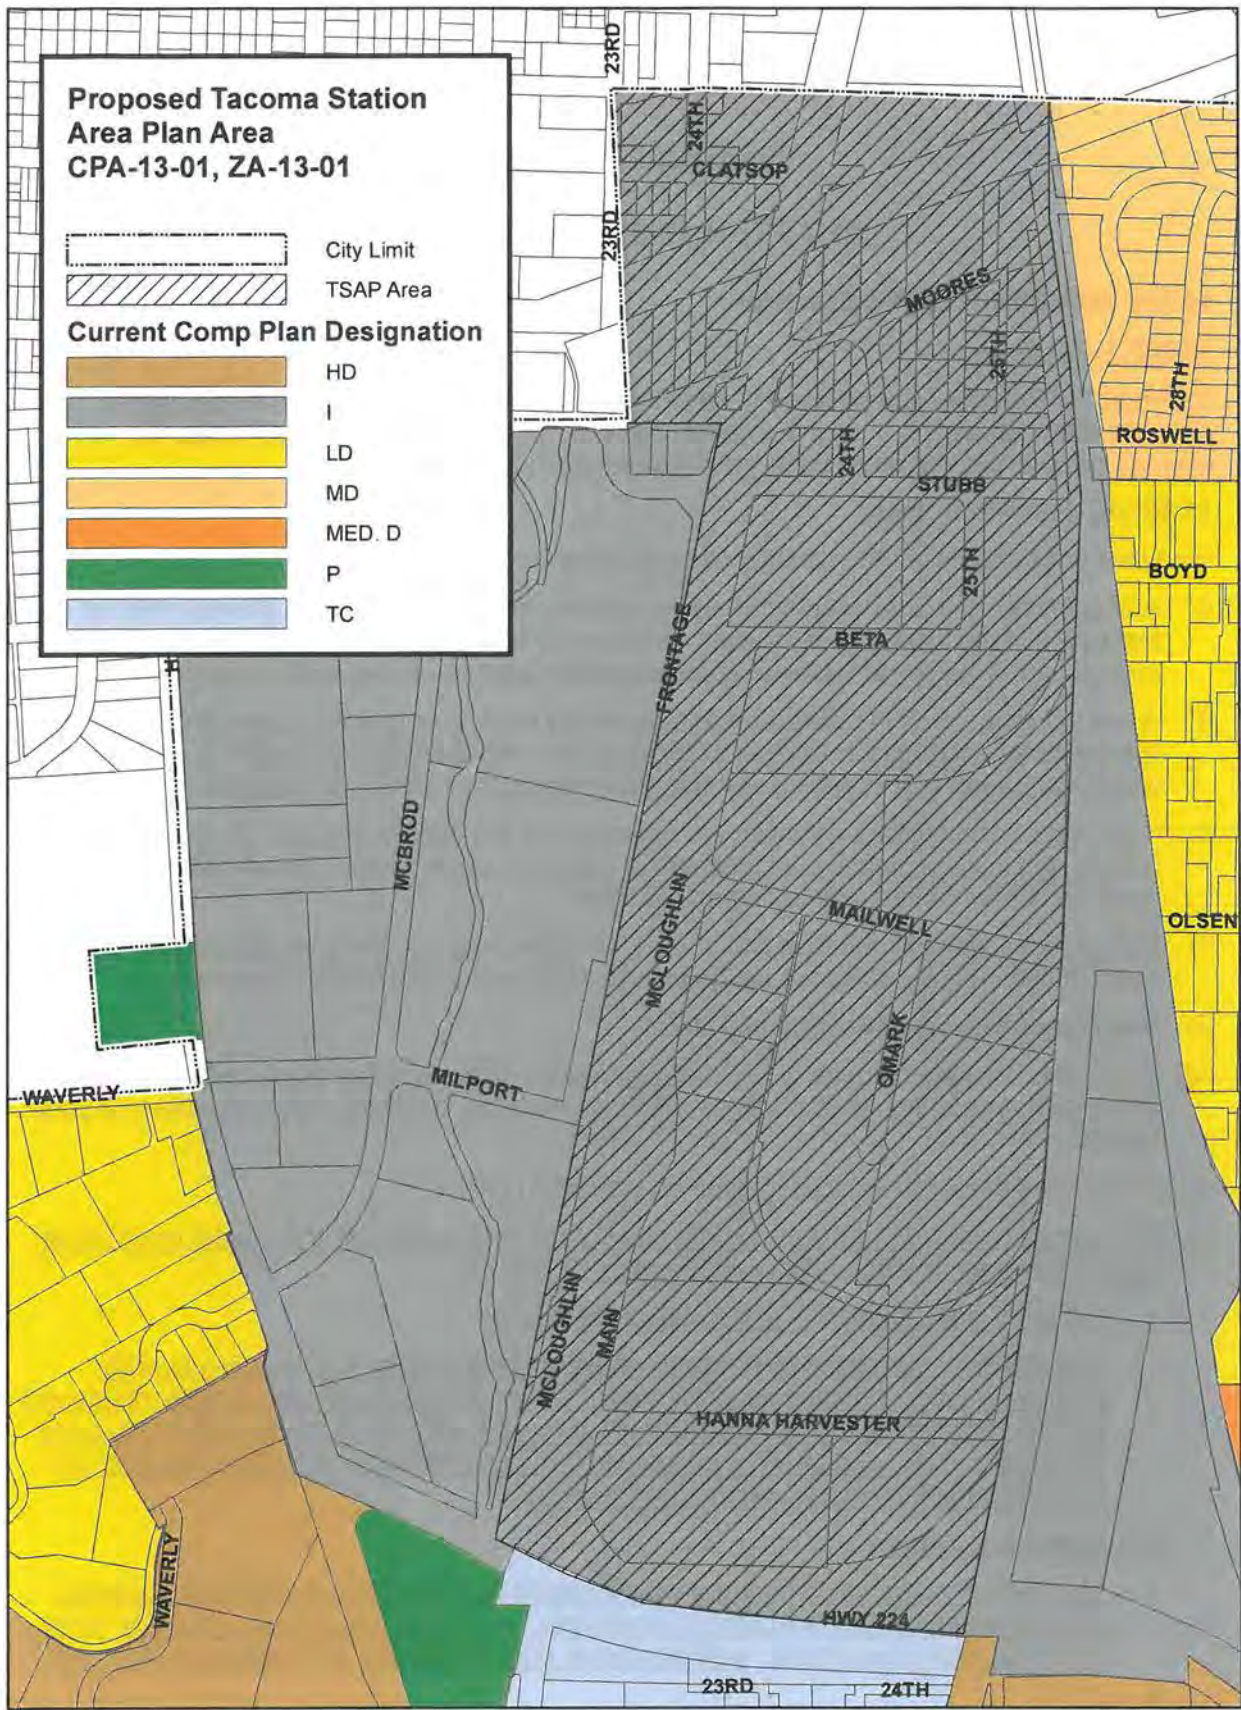 23RD
Proposed Tacoma Station
Area Plan Area
CPA-13-01, ZA-13-01
City Limit
TSAP Area
Current Comp Plan Designation
HD
I
LD
MD
MED. D
P
TC
24TH
CLATSOP
23RD
MOORES
25TH
28TH
ROSWELL
24TH
STUBB
BOYD
25TH
BETA
FRONTAGE
H
MCBROD
MCLOUGHLIN
MAILWELL
OLSEN
OMARK
MILPORT
WAVERLY
MCLOUGHLIN
MAIN
HANNA HARVESTER
WAVERLY
HWY 224
23RD
24TH